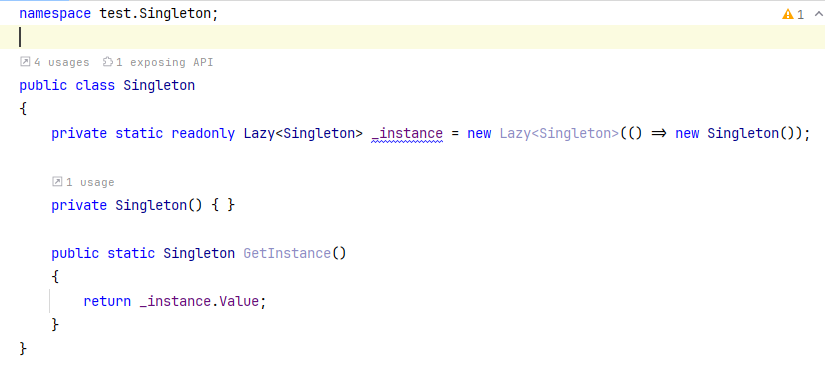 namespace test.Singleton;
1
4 usages 1 exposing API
public class Singleton
{
private static readonly Lazy<Singleton> _instance = new Lazy<Singleton>(() => new Singleton());
1 usage
private Singleton() { }
public static Singleton GetInstance()
{
return _instance.Value;
}
}